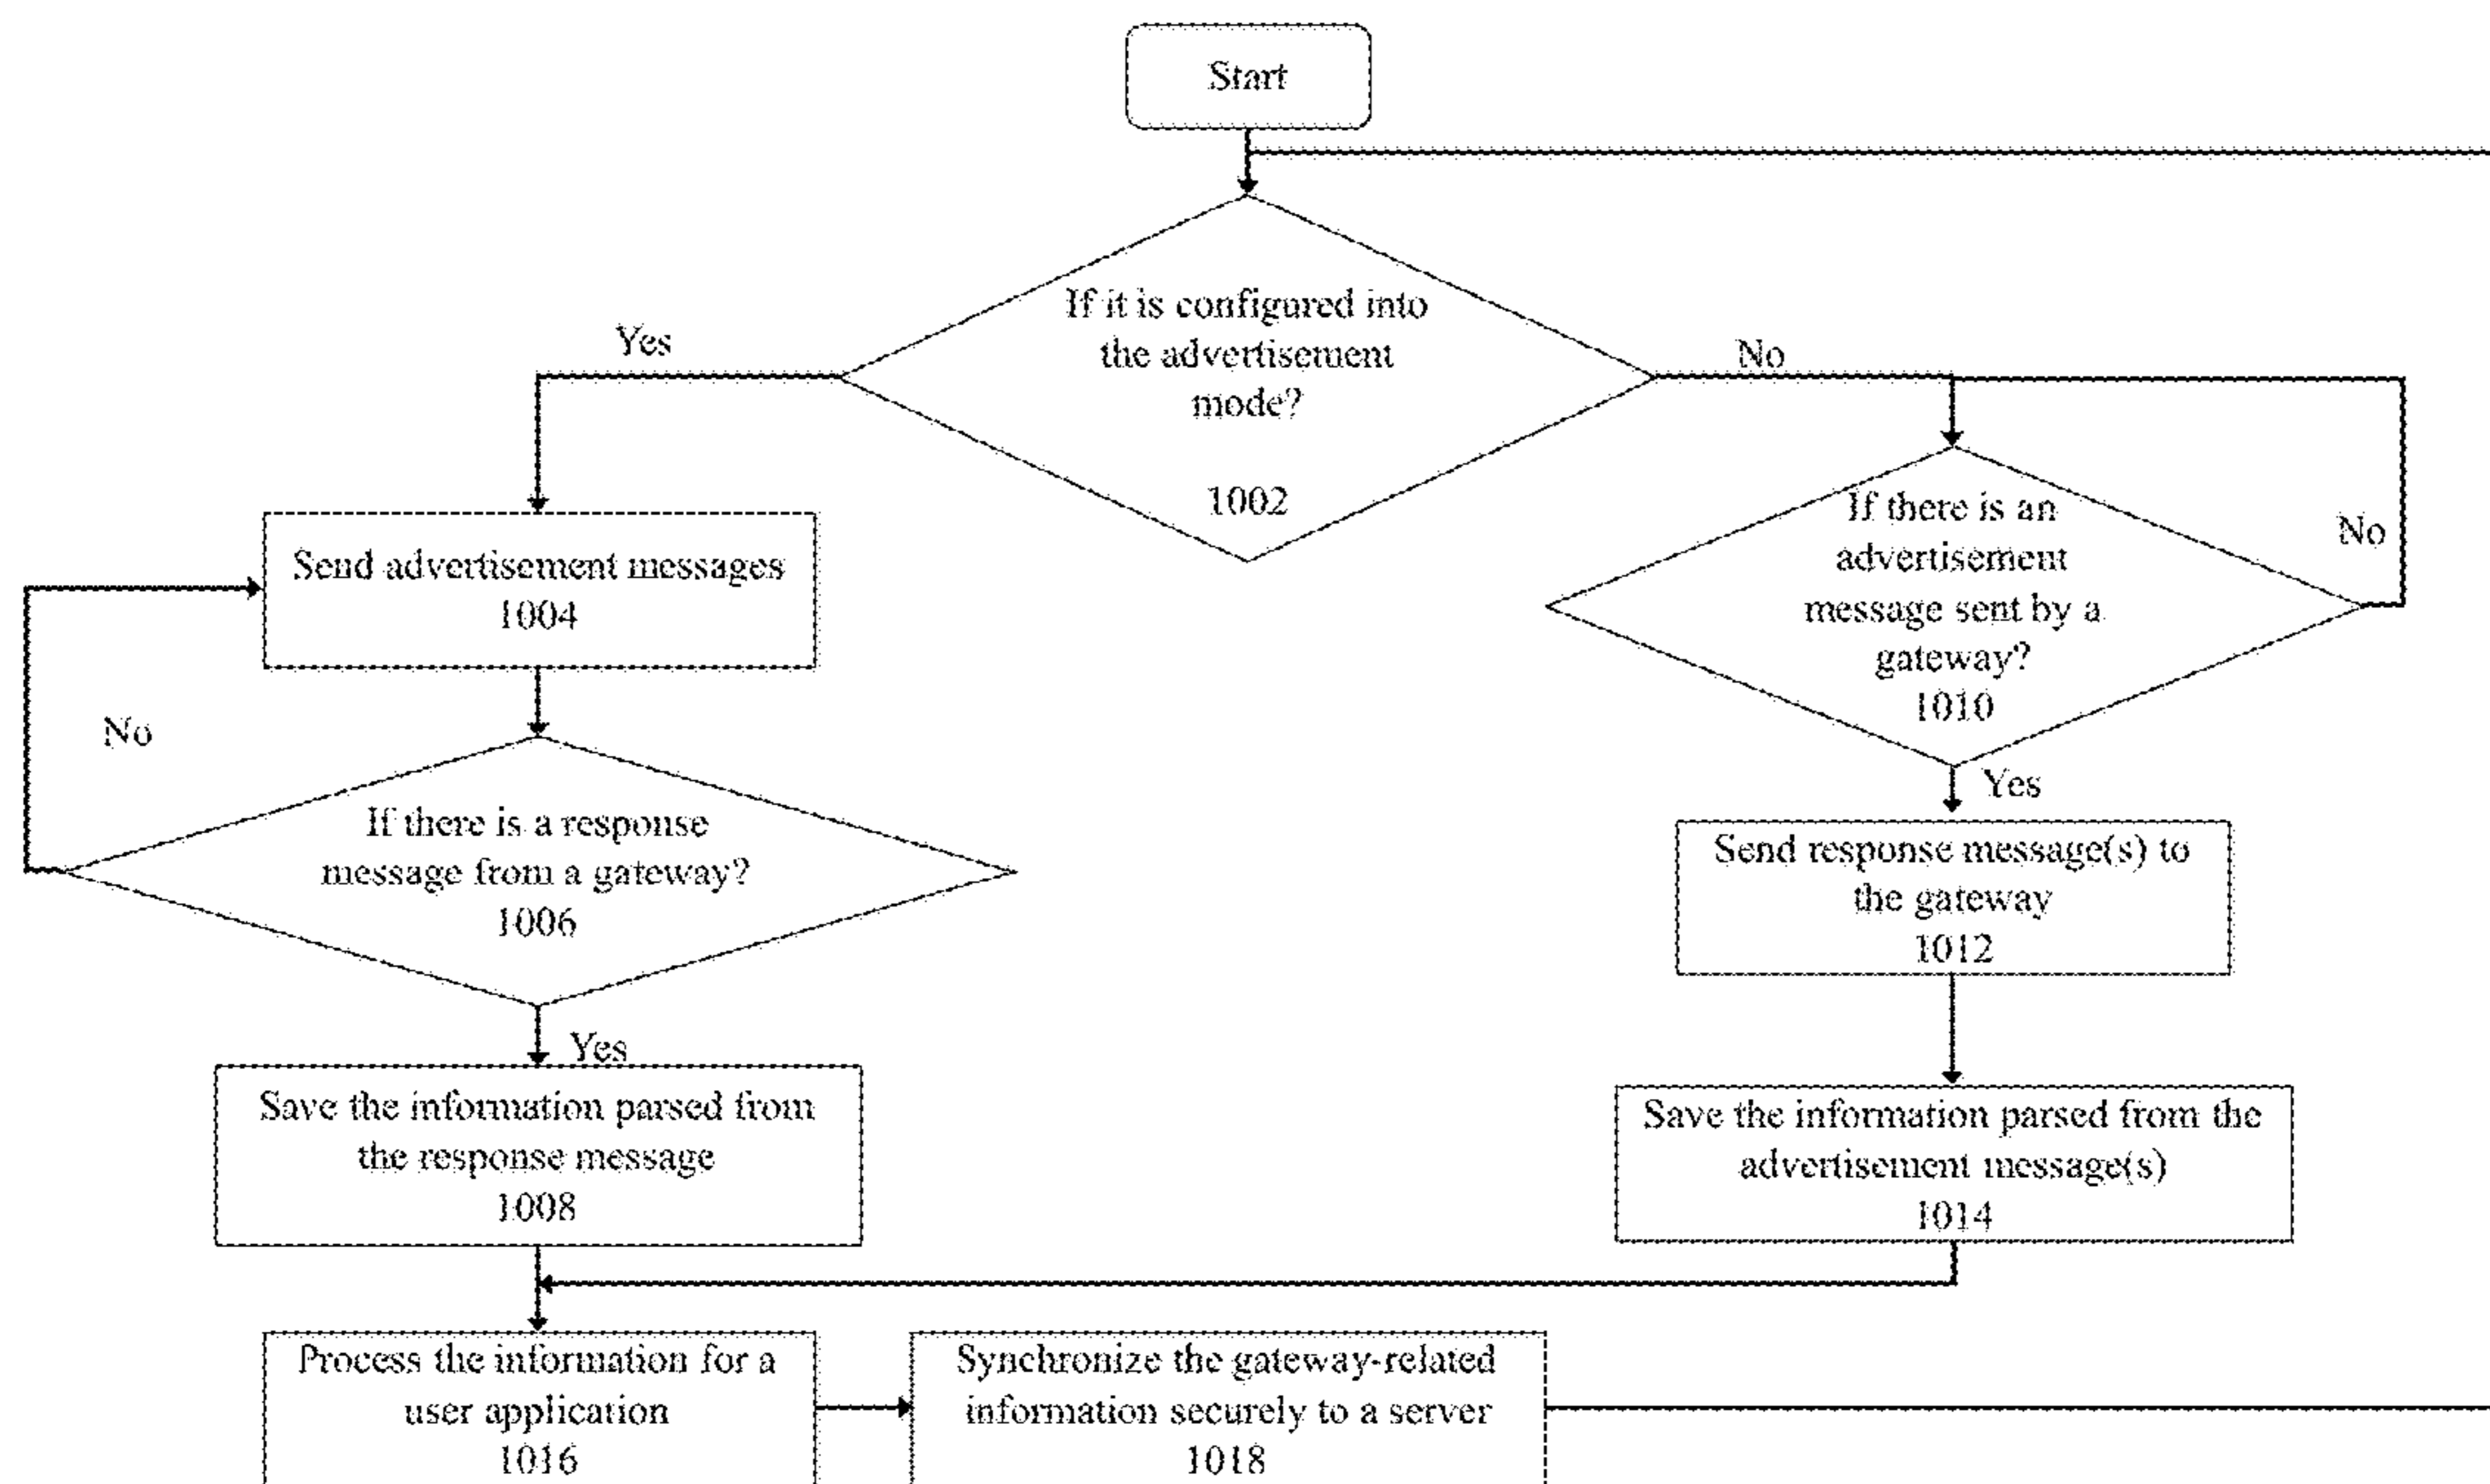 Start
If it is configured into
the advertisement
mode?
1002
Yes
No
Send advertisement messages
1004
No
If there is a response
message from a gateway?
1006
Yes
Save the information parsed from
the response message
1008
If there is an
advertisement
message sent by a
gateway?
1010
No
Yes
Send response message(s) to
the gateway
1012
Save the information parsed from the
advertisement message(s)
1014
Process the information for a
user application
1016
Synchronize the gateway-related
information securely to a server
1018